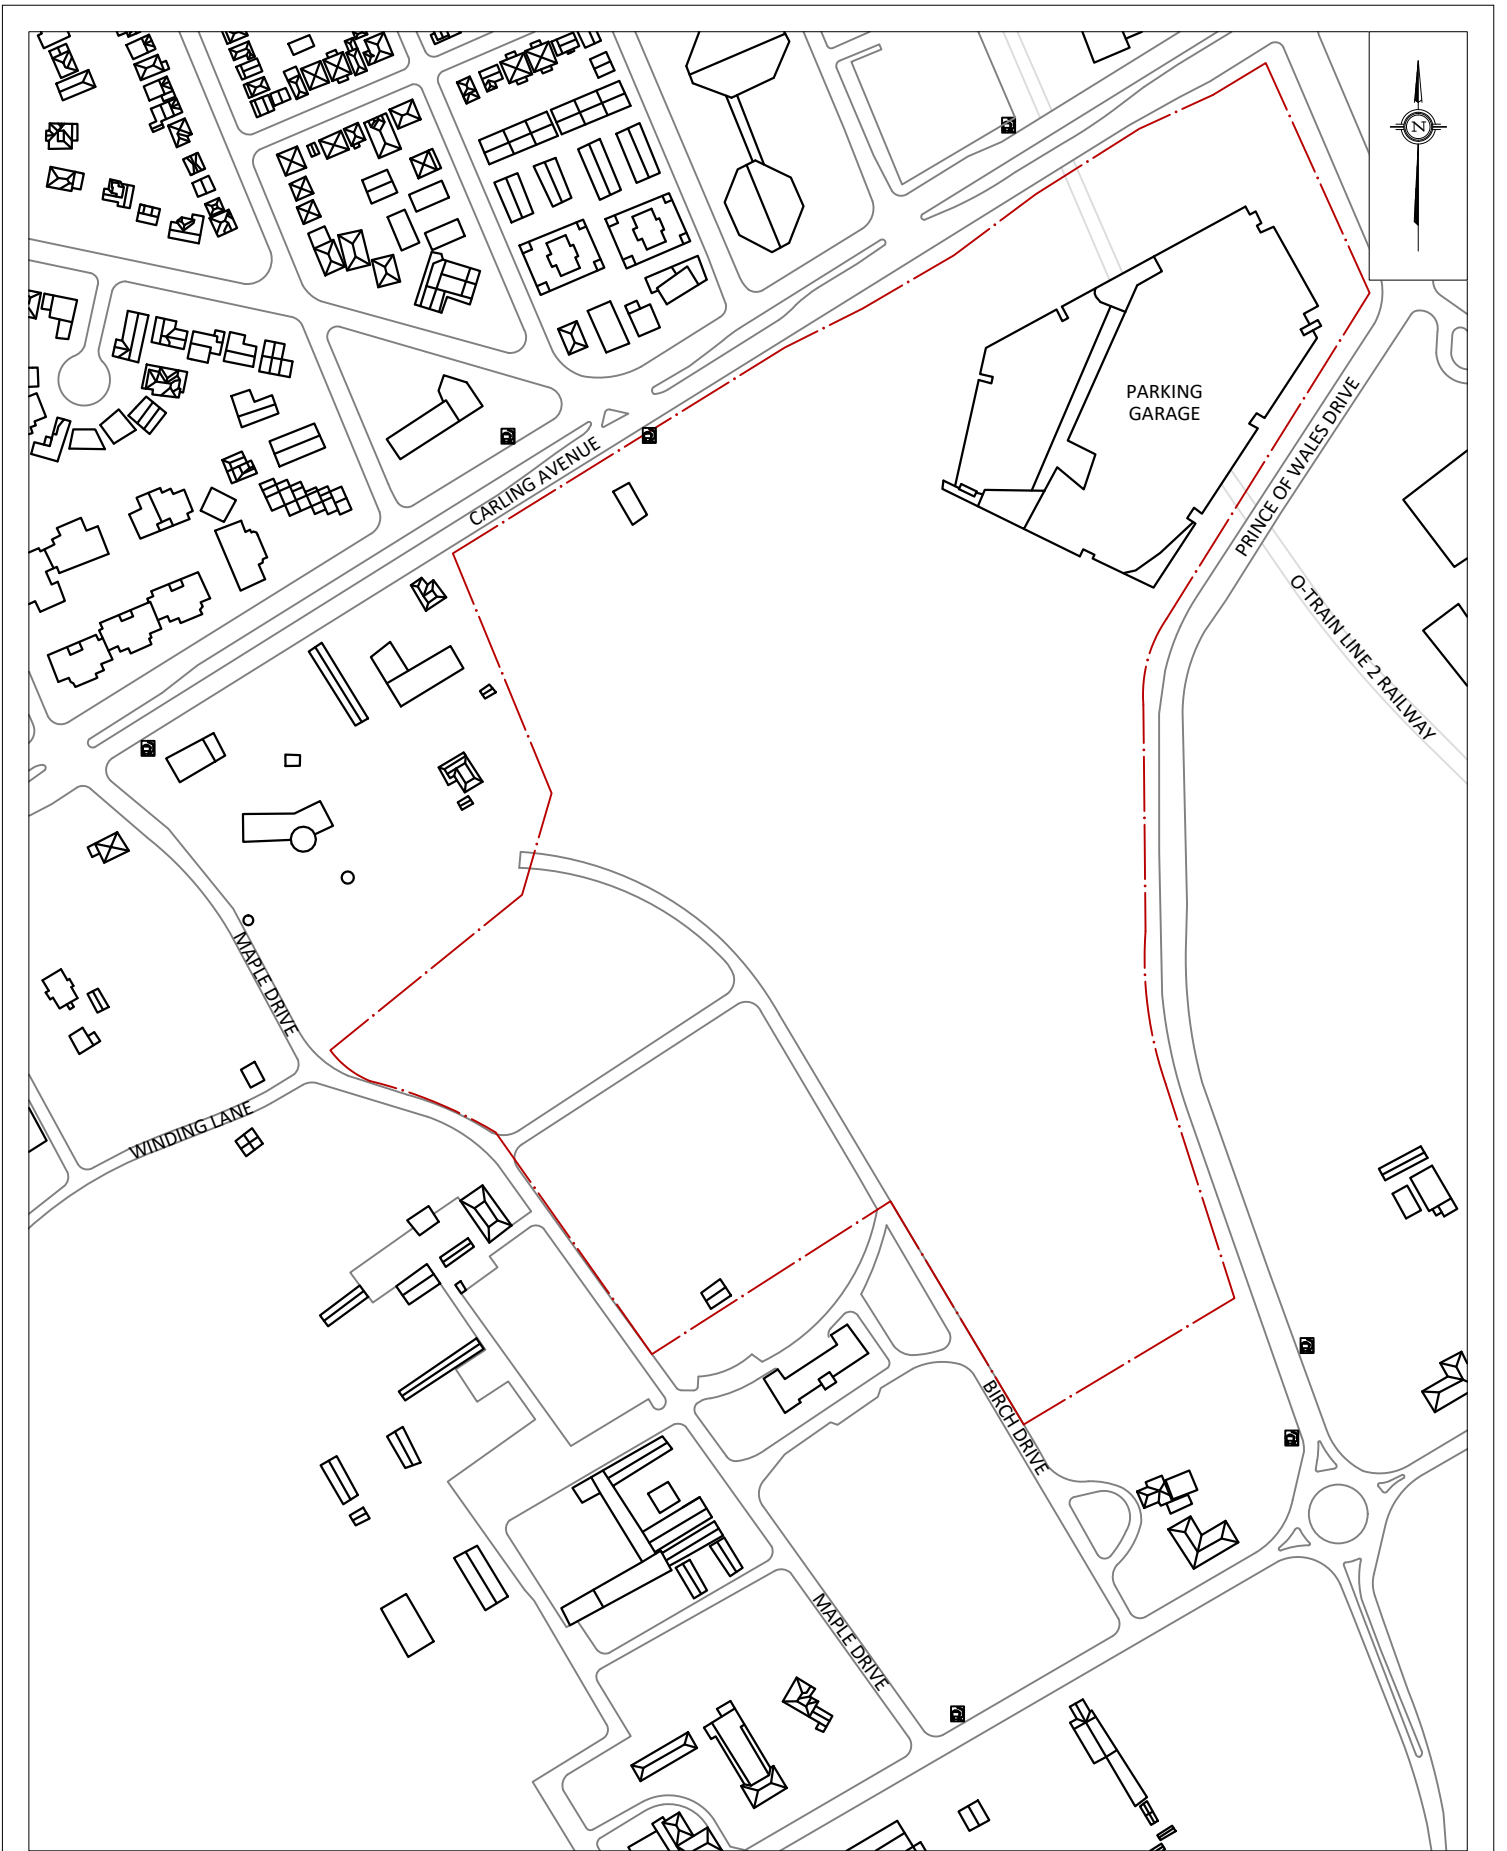 N
PARKING
GARAGE
CARLING AVENUE
PRINCE OF WALES DRIVE
O-TRAIN LINE 2 RAILWAY
MAPLE DRIVE
WINDING LANE
BIRCH DRIVE
MAPLE DRIVE